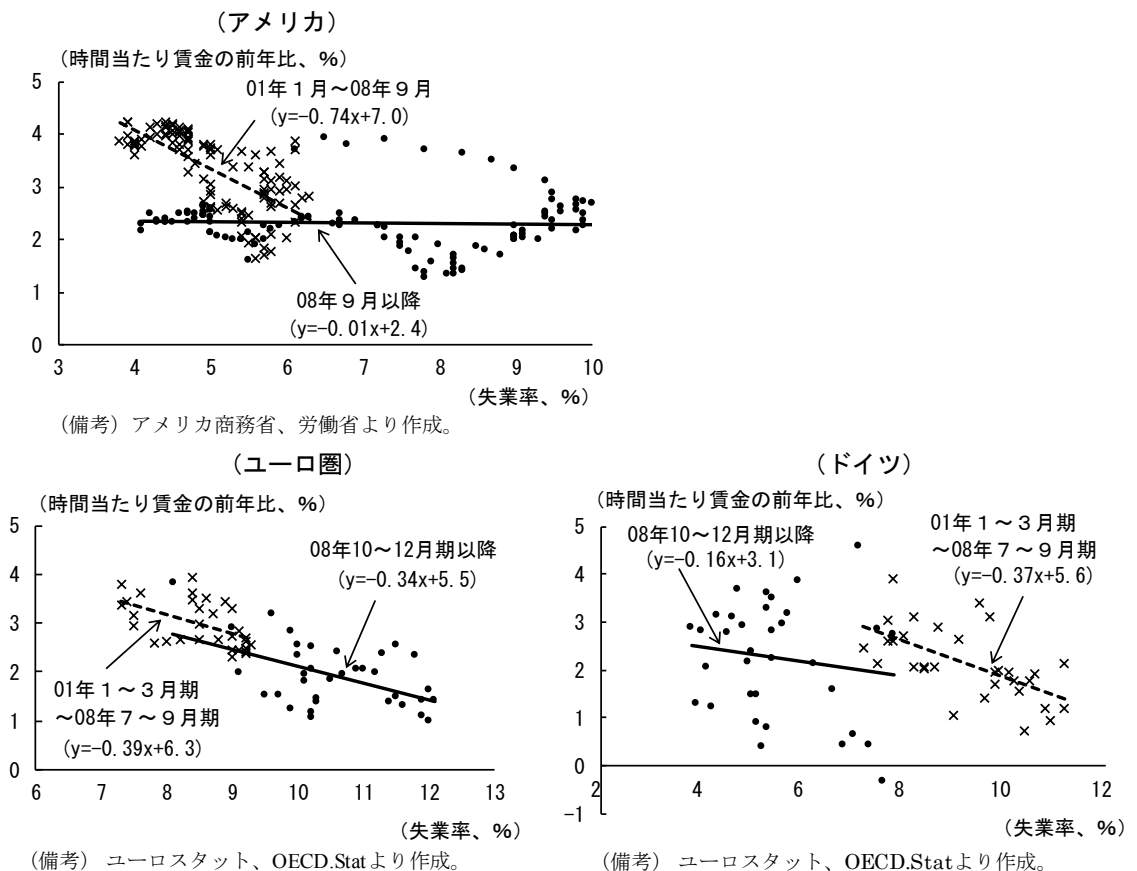 （アメリカ）
（時間当たり賃金の前年比、%）
01年１月～08年９月
(y=-0.74x+7.0)
08年９月以降
(y=-0.01x+2.4)
5
4
3
2
1
0
3 4 5 6 7 8 9 10
（失業率、%）
（備考）アメリカ商務省、労働省より作成。
（ユーロ圏）
（時間当たり賃金の前年比、%）
08年10～12月期以降
(y=-0.34x+5.5)
01年１～３月期
～08年７～９月期
(y=-0.39x+6.3)
5
4
3
2
1
0
6 7 8 9 10 11 12 13
（失業率、%）
（備考） ユーロスタット、OECD.Statより作成。
（ドイツ）
（時間当たり賃金の前年比、%）
08年10～12月期以降
(y=-0.16x+3.1)
01年１～３月期
～08年７～９月期
(y=-0.37x+5.6)
5
4
3
2
1
0
-1
2 4 6 8 10 12
（失業率、%）
（備考） ユーロスタット、OECD.Statより作成。